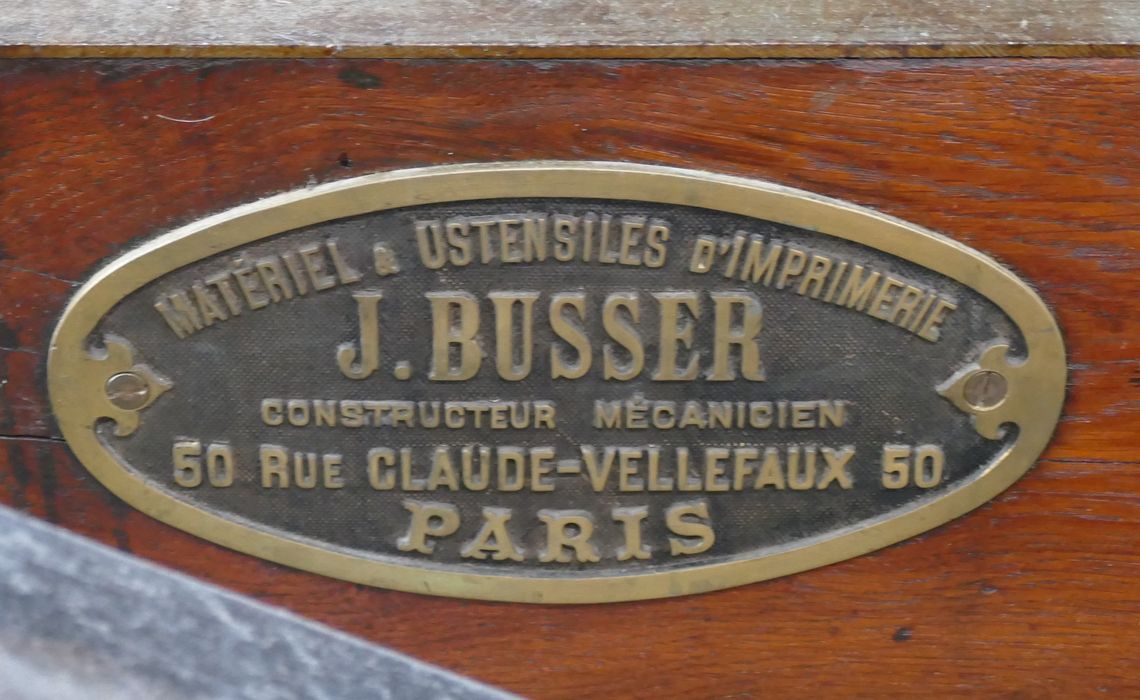 MATÉRIEL & USTENSILES D'IMPRIMERIE
J. BUSSER
CONSTRUCTEUR MÉCANICIEN
50 RUE CLAUDE-VELLEFAUX 50
PARIS